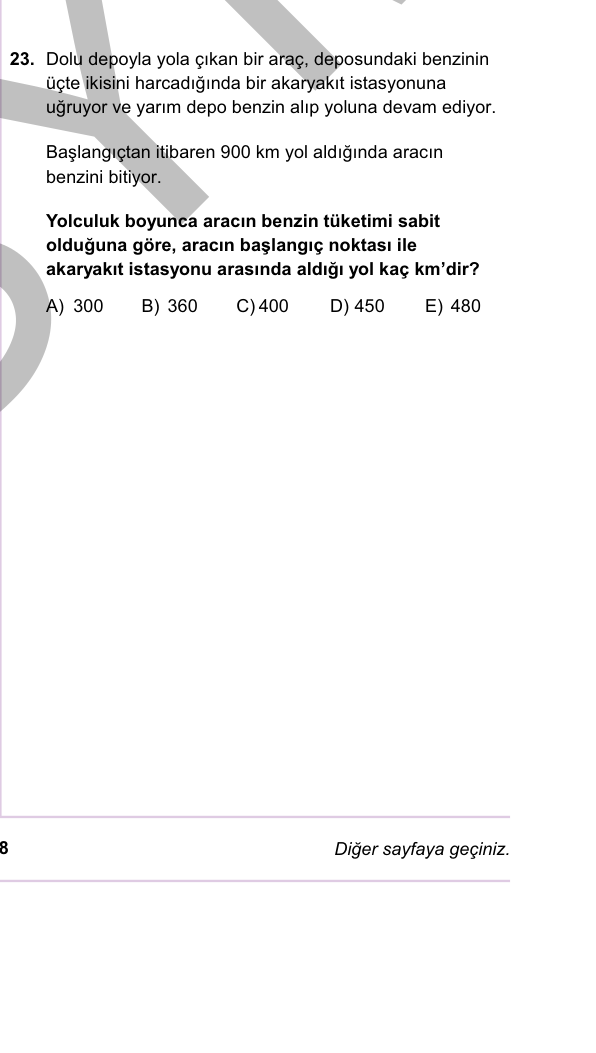 23. Dolu depoyla yola çıkan bir araç, deposundaki benzinin
üçte ikisini harcadığında bir akaryakıt istasyonuna
uğruyor ve yarım depo benzin alıp yoluna devam ediyor.
Başlangıçtan itibaren 900 km yol aldığında aracın
benzini bitiyor.
Yolculuk boyunca aracın benzin tüketimi sabit
olduğuna göre, aracın başlangıç noktası ile
akaryakıt istasyonu arasında aldığı yol kaç km’dir?
A) 300 B) 360 C) 400 D) 450 E) 480
8 Diğer sayfaya geçiniz.